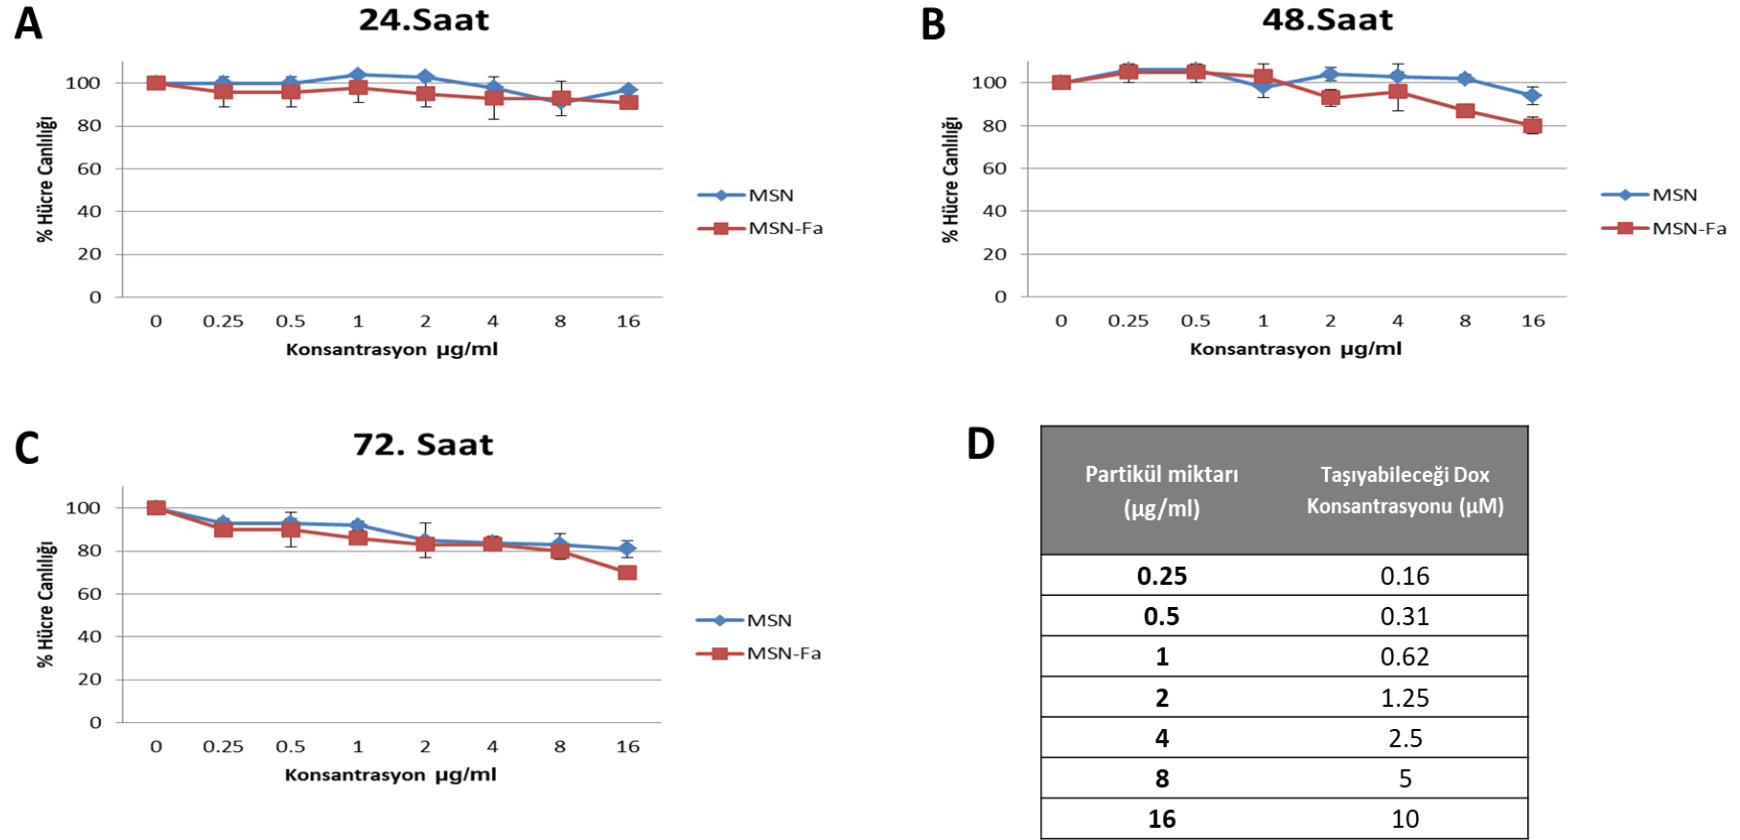 A
24.Saat
100
80
60
40
20
0
% Hücre Canlılığı
0 0.25 0.5 1 2 4 8 16
Konsantrasyon µg/ml
MSN
MSN-Fa
B
48.Saat
100
80
60
40
20
0
% Hücre Canlılığı
0 0.25 0.5 1 2 4 8 16
Konsantrasyon µg/ml
MSN
MSN-Fa
C
72. Saat
100
80
60
40
20
0
% Hücre Canlılığı
0 0.25 0.5 1 2 4 8 16
Konsantrasyon µg/ml
MSN
MSN-Fa
D
Partikül miktarı
(µg/ml)
Taşıyabileceği Dox
Konsantrasyonu (µM)
0.25 0.16
0.5 0.31
1 0.62
2 1.25
4 2.5
8 5
16 10